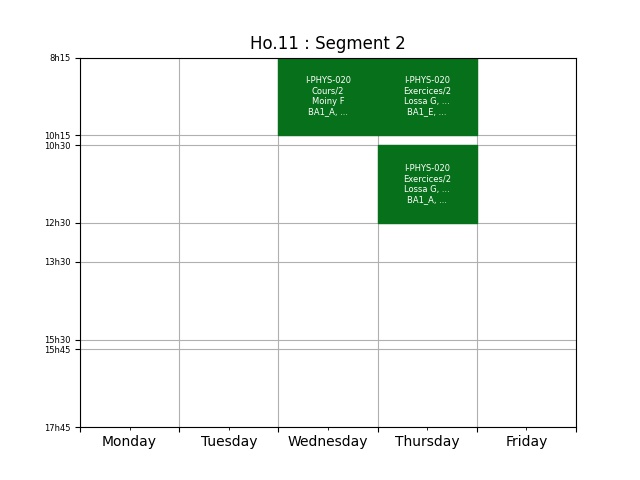 Ho.11 : Segment 2
8h15
I-PHYS-020
Cours/2
Moiny F
BA1_A, ...
I-PHYS-020
Exercices/2
Lossa G, ...
BA1_E, ...
10h15
10h30
I-PHYS-020
Exercices/2
Lossa G, ...
BA1_A, ...
12h30
13h30
15h30
15h45
17h45
Monday Tuesday Wednesday Thursday Friday